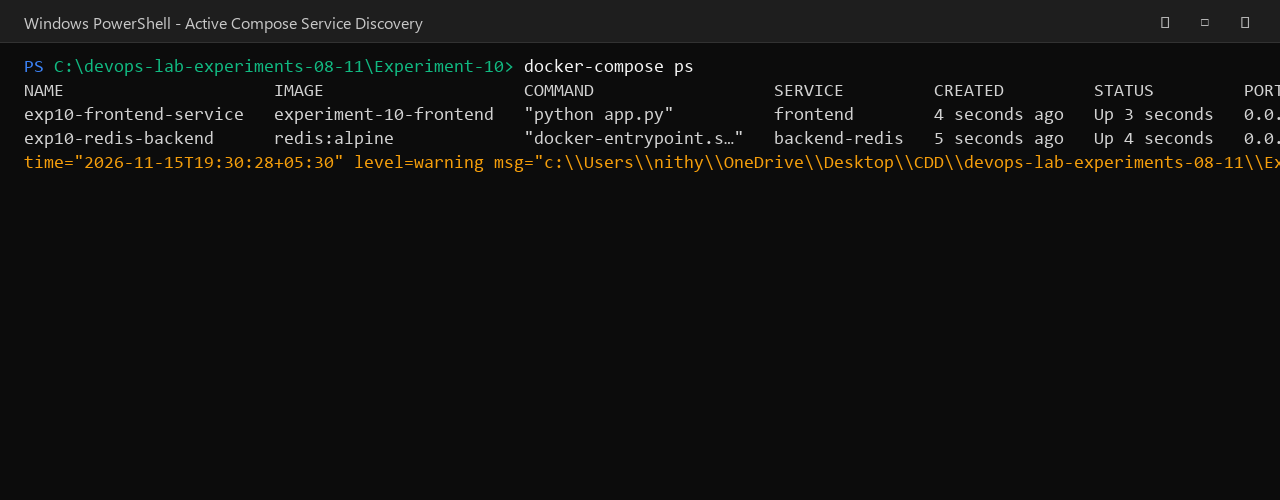 Windows PowerShell - Active Compose Service Discovery
PS C:\devops-lab-experiments-08-11\Experiment-10> docker-compose ps
NAME                     IMAGE                    COMMAND                  SERVICE         CREATED         STATUS         PORT
exp10-frontend-service   experiment-10-frontend   "python app.py"          frontend        4 seconds ago   Up 3 seconds   0.0.
exp10-redis-backend      redis:alpine             "docker-entrypoint.s…"   backend-redis   5 seconds ago   Up 4 seconds   0.0.
time="2026-11-15T19:30:28+05:30" level=warning msg="c:\\Users\\nithy\\OneDrive\\Desktop\\CDD\\devops-lab-experiments-08-11\\Ex